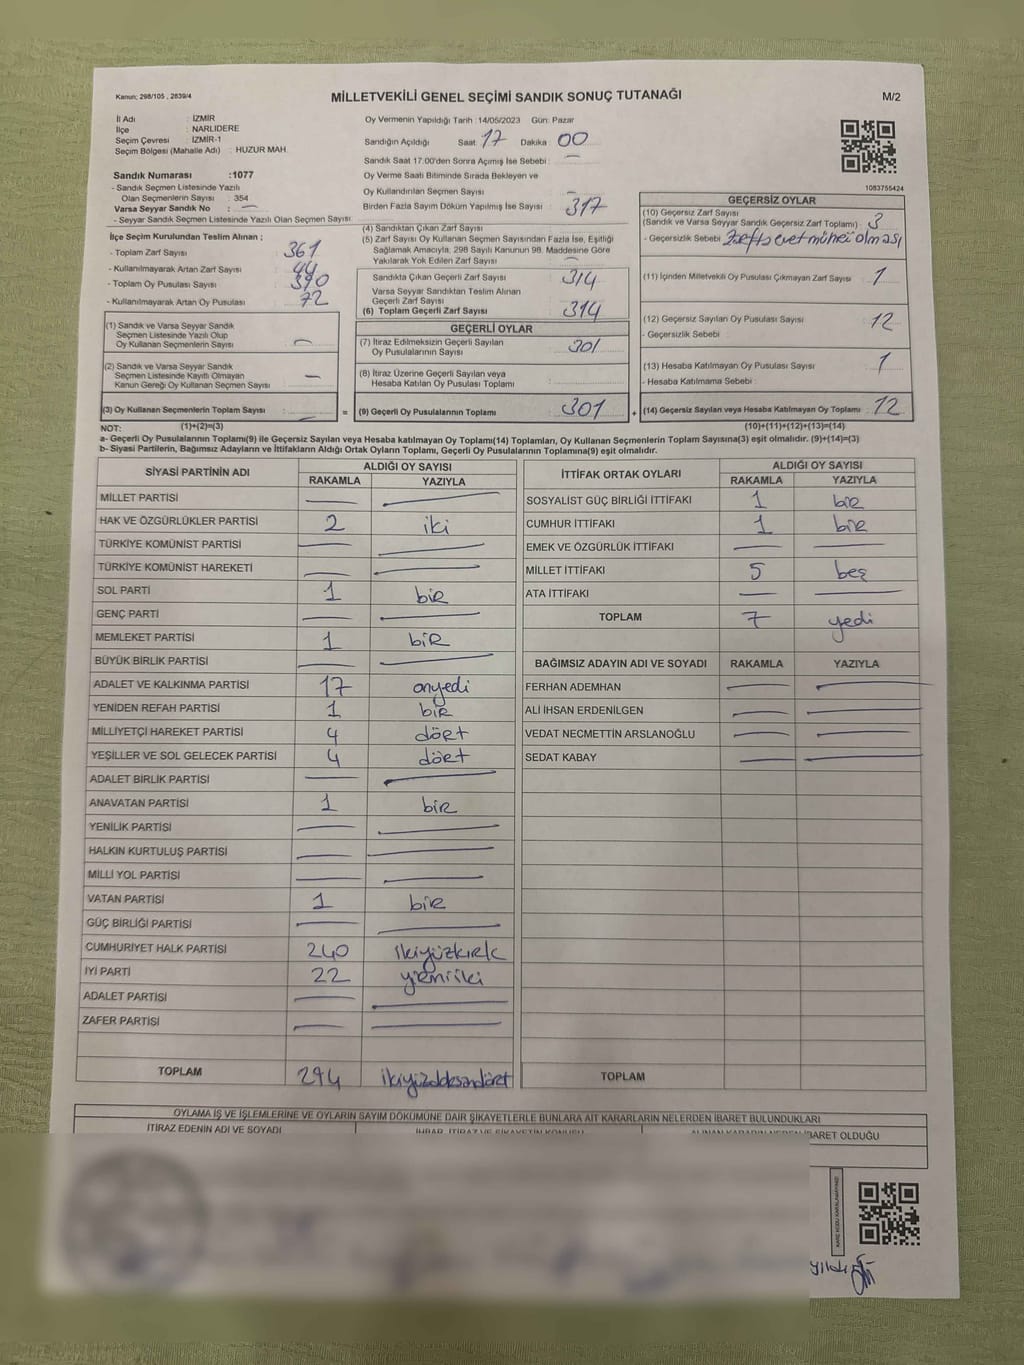 Kanun; 298/105 , 2839/4
MİLLETVEKİLİ GENEL SEÇİMİ SANDIK SONUÇ TUTANAĞI
M/2
İl Adı : İZMİR
İlçe : NARLIDERE
Seçim Çevresi : İZMİR-1
Seçim Bölgesi (Mahalle Adı) : HUZUR MAH.
Oy Vermenin Yapıldığı Tarih :14/05/2023 Gün: Pazar
Sandığın Açıldığı Saat 17 Dakika 00
Sandık Saat 17.00'den Sonra Açımış İse Sebebi : —
Sandık Numarası :1077
- Sandık Seçmen Listesinde Yazılı
Olan Seçmenlerin Sayısı : 354
Varsa Seyyar Sandık No : —
- Seyyar Sandık Seçmen Listesinde Yazılı Olan Seçmen Sayısı
Oy Verme Saati Bitiminde Sırada Bekleyen ve
Oy Kullandırılan Seçmen Sayısı : —
Birden Fazla Sayım Döküm Yapılmış İse Sayısı : 317
1083755424
İlçe Seçim Kurulundan Teslim Alınan ;
- Toplam Zarf Sayısı : 361
- Kullanılmayarak Artan Zarf Sayısı : 44
- Toplam Oy Pusulası Sayısı : 390
- Kullanılmayarak Artan Oy Pusulası : 72
(4) Sandıktan Çıkan Zarf Sayısı :
(5) Zarf Sayısı Oy Kullanan Seçmen Sayısından Fazla İse, Eşitliği
Sağlamak Amacıyla, 298 Sayılı Kanunun 98. Maddesine Göre
Yakılarak Yok Edilen Zarf Sayısı : —
Sandıkta Çıkan Geçerli Zarf Sayısı : 314
Varsa Seyyar Sandıktan Teslim Alınan
Geçerli Zarf Sayısı :
(6) Toplam Geçerli Zarf Sayısı : 314
GEÇERSİZ OYLAR
(10) Geçersiz Zarf Sayısı
(Sandık ve Varsa Seyyar Sandık Geçersiz Zarf Toplamı) : 3
- Geçersizlik Sebebi : Zarfta evet mührü olması
(11) İçinden Milletvekili Oy Pusulası Çıkmayan Zarf Sayısı : 1
(12) Geçersiz Sayılan Oy Pusulası Sayısı : 12
- Geçersizlik Sebebi :
(13) Hesaba Katılmayan Oy Pusulası Sayısı : 1
- Hesaba Katılmama Sebebi :
(14) Geçersiz Sayılan veya Hesaba Katılmayan Oy Toplamı : 12
(10)+(11)+(12)+(13)=(14)
(1) Sandık ve Varsa Seyyar Sandık
Seçmen Listesinde Yazılı Olup
Oy Kullanan Seçmenlerin Sayısı : —
(2) Sandık ve Varsa Seyyar Sandık
Seçmen Listesinde Kayıtlı Olmayan
Kanun Gereği Oy Kullanan Seçmen Sayısı : —
(3) Oy Kullanan Seçmenlerin Toplam Sayısı :
(1)+(2)=(3)
GEÇERLİ OYLAR
(7) İtiraz Edilmeksizin Geçerli Sayılan
Oy Pusulalarının Sayısı : 301
(8) İtiraz Üzerine Geçerli Sayılan veya
Hesaba Katılan Oy Pusulası Toplamı :
= (9) Geçerli Oy Pusulalarının Toplamı : 301 +
NOT:
a- Geçerli Oy Pusulalarının Toplamı(9) ile Geçersiz Sayılan veya Hesaba katılmayan Oy Toplamı(14) Toplamları, Oy Kullanan Seçmenlerin Toplam Sayısına(3) eşit olmalıdır. (9)+(14)=(3)
b- Siyasi Partilerin, Bağımsız Adayların ve İttifakların Aldığı Ortak Oyların Toplamı, Geçerli Oy Pusulalarının Toplamına(9) eşit olmalıdır.
SİYASİ PARTİNİN ADI ALDIĞI OY SAYISI
RAKAMLA YAZIYLA
MİLLET PARTİSİ — —
HAK VE ÖZGÜRLÜKLER PARTİSİ 2 iki
TÜRKİYE KOMÜNİST PARTİSİ — —
TÜRKİYE KOMÜNİST HAREKETİ — —
SOL PARTİ 1 bir
GENÇ PARTİ — —
MEMLEKET PARTİSİ 1 bir
BÜYÜK BİRLİK PARTİSİ — —
ADALET VE KALKINMA PARTİSİ 17 onyedi
YENİDEN REFAH PARTİSİ 1 bir
MİLLİYETÇİ HAREKET PARTİSİ 4 dört
YEŞİLLER VE SOL GELECEK PARTİSİ 4 dört
ADALET BİRLİK PARTİSİ — —
ANAVATAN PARTİSİ 1 bir
YENİLİK PARTİSİ — —
HALKIN KURTULUŞ PARTİSİ — —
MİLLİ YOL PARTİSİ — —
VATAN PARTİSİ 1 bir
GÜÇ BİRLİĞİ PARTİSİ — —
CUMHURİYET HALK PARTİSİ 240 ikiyüzkırk
İYİ PARTİ 22 yirmiiki
ADALET PARTİSİ — —
ZAFER PARTİSİ — —
TOPLAM 294 ikiyüzdoksandört
İTTİFAK ORTAK OYLARI ALDIĞI OY SAYISI
RAKAMLA YAZIYLA
SOSYALİST GÜÇ BİRLİĞİ İTTİFAKI 1 bir
CUMHUR İTTİFAKI 1 bir
EMEK VE ÖZGÜRLÜK İTTİFAKI — —
MİLLET İTTİFAKI 5 beş
ATA İTTİFAKI — —
TOPLAM 7 yedi
BAĞIMSIZ ADAYIN ADI VE SOYADI RAKAMLA YAZIYLA
FERHAN ADEMHAN — —
ALİ İHSAN ERDENİLGEN — —
VEDAT NECMETTİN ARSLANOĞLU — —
SEDAT KABAY — —
TOPLAM
OYLAMA İŞ VE İŞLEMLERİNE VE OYLARIN SAYIM DÖKÜMÜNE DAİR ŞİKAYETLERLE BUNLARA AİT KARARLARIN NELERDEN İBARET BULUNDUKLARI
İTİRAZ EDENİN ADI VE SOYADI İHBAR, İTİRAZ VE ŞİKAYETİN KONUSU ALINAN KARARIN NEDEN İBARET OLDUĞU
KARE KODU KARALAMAYINIZ!